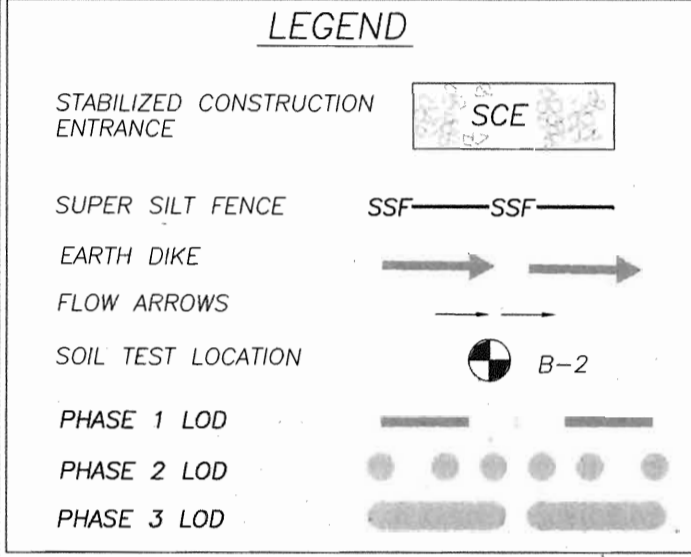 LEGEND
STABILIZED CONSTRUCTION
ENTRANCE
SCE
SUPER SILT FENCE
SSF SSF
EARTH DIKE
FLOW ARROWS
SOIL TEST LOCATION
B-2
PHASE 1 LOD
PHASE 2 LOD
PHASE 3 LOD